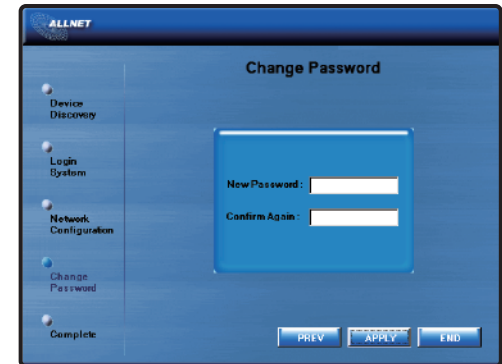 ALLNET
Change Password
Device
Discovery
Login
System
Network
Configuration
Change
Password
Complete
New Password :
Confirm Again :
PREV
APPLY
END